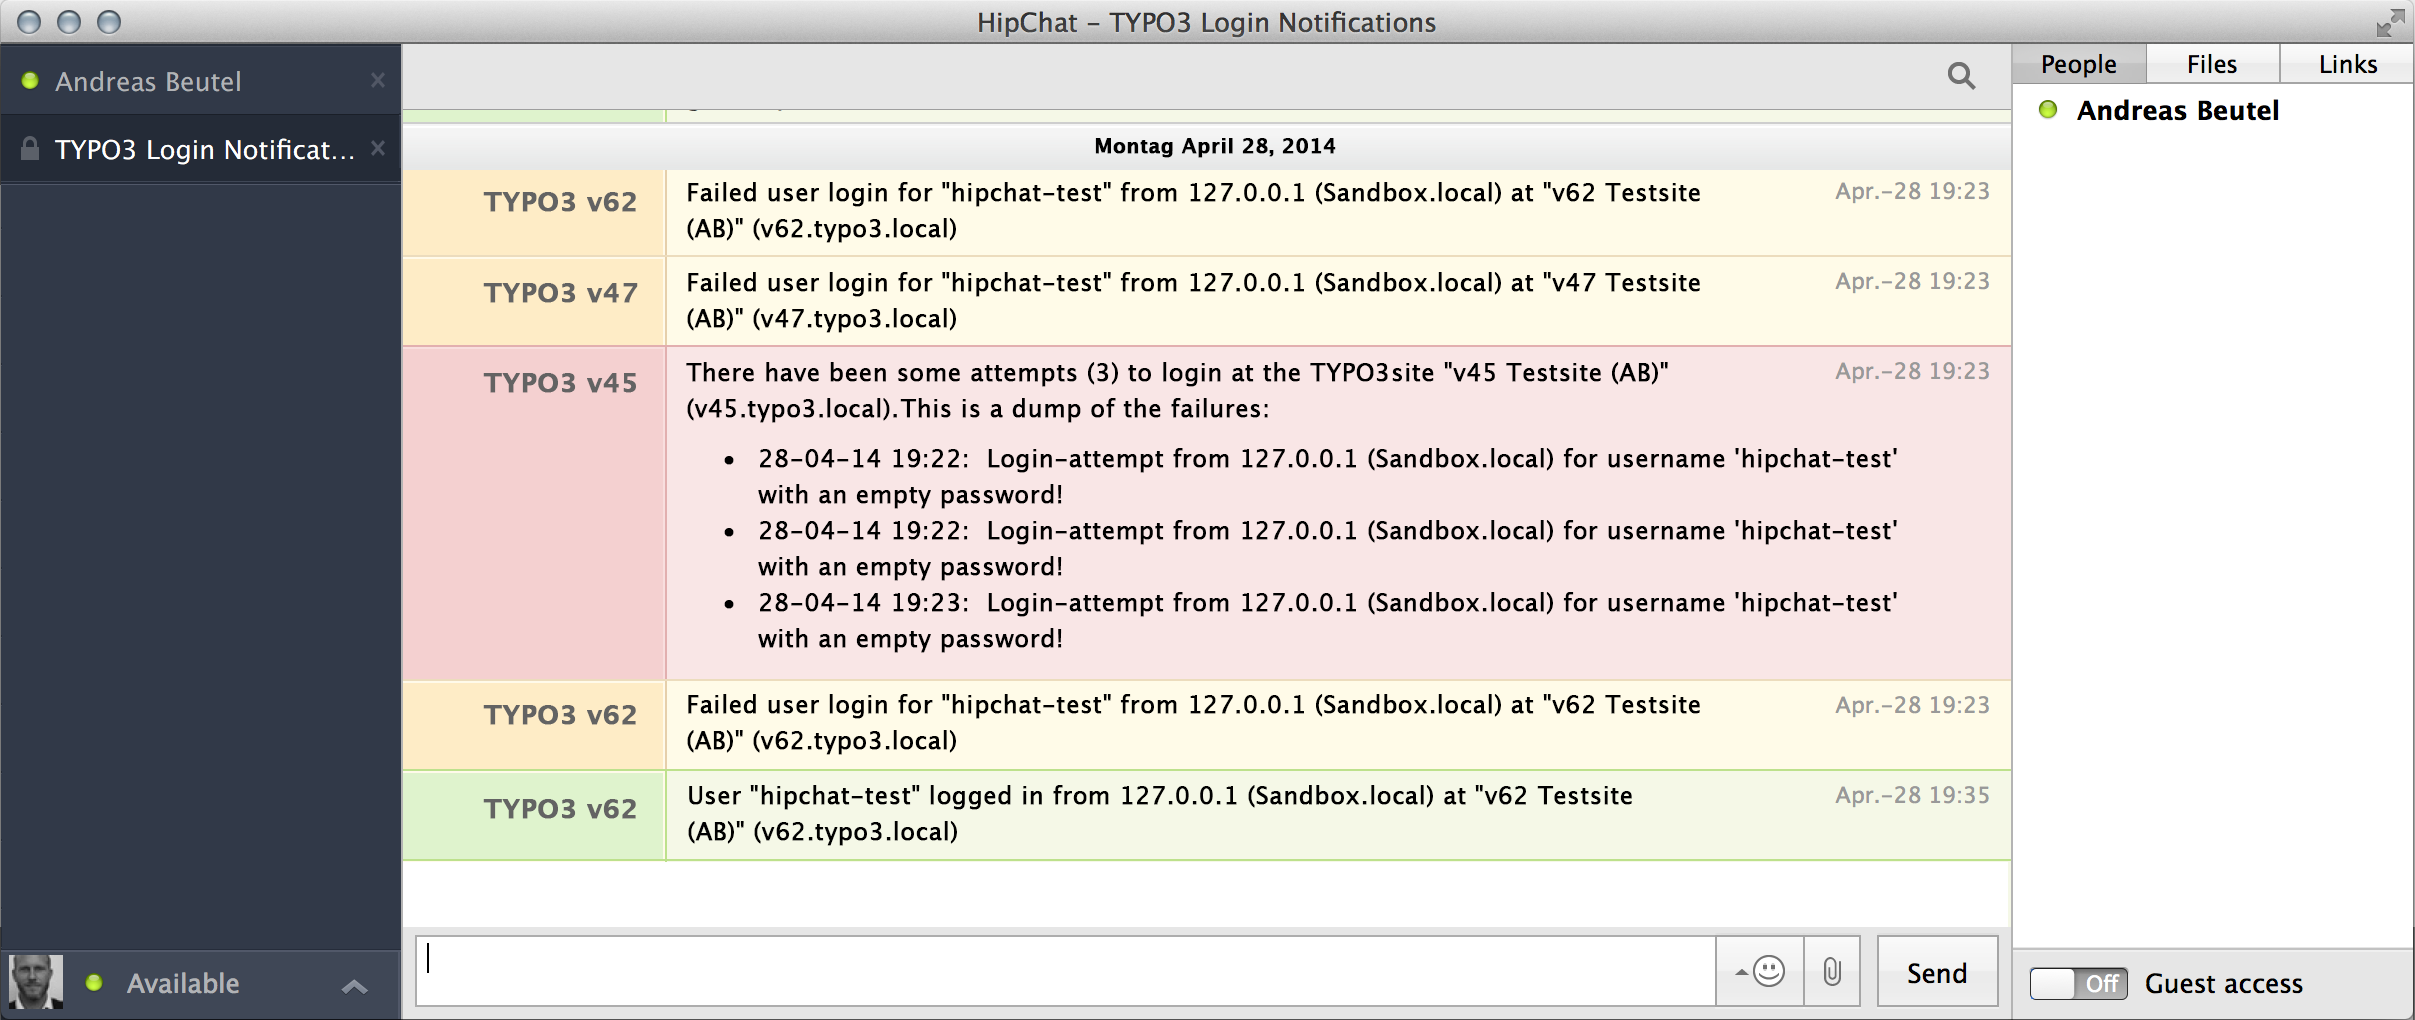 HipChat – TYPO3 Login Notifications
Andreas Beutel
TYPO3 Login Notificat...
Available
Montag April 28, 2014
TYPO3 v62
Failed user login for "hipchat-test" from 127.0.0.1 (Sandbox.local) at "v62 Testsite
(AB)" (v62.typo3.local)
Apr.-28 19:23
TYPO3 v47
Failed user login for "hipchat-test" from 127.0.0.1 (Sandbox.local) at "v47 Testsite
(AB)" (v47.typo3.local)
Apr.-28 19:23
TYPO3 v45
There have been some attempts (3) to login at the TYPO3site "v45 Testsite (AB)"
(v45.typo3.local).This is a dump of the failures:
Apr.-28 19:23
• 28-04-14 19:22: Login-attempt from 127.0.0.1 (Sandbox.local) for username 'hipchat-test'
with an empty password!
• 28-04-14 19:22: Login-attempt from 127.0.0.1 (Sandbox.local) for username 'hipchat-test'
with an empty password!
• 28-04-14 19:23: Login-attempt from 127.0.0.1 (Sandbox.local) for username 'hipchat-test'
with an empty password!
TYPO3 v62
Failed user login for "hipchat-test" from 127.0.0.1 (Sandbox.local) at "v62 Testsite
(AB)" (v62.typo3.local)
Apr.-28 19:23
TYPO3 v62
User "hipchat-test" logged in from 127.0.0.1 (Sandbox.local) at "v62 Testsite
(AB)" (v62.typo3.local)
Apr.-28 19:35
Send
People
Files
Links
Andreas Beutel
Off
Guest access